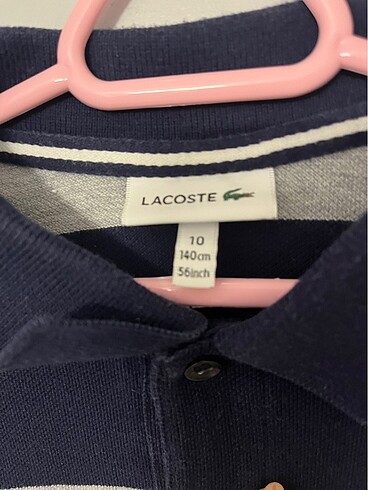 LACOSTE
10
140cm
56inch